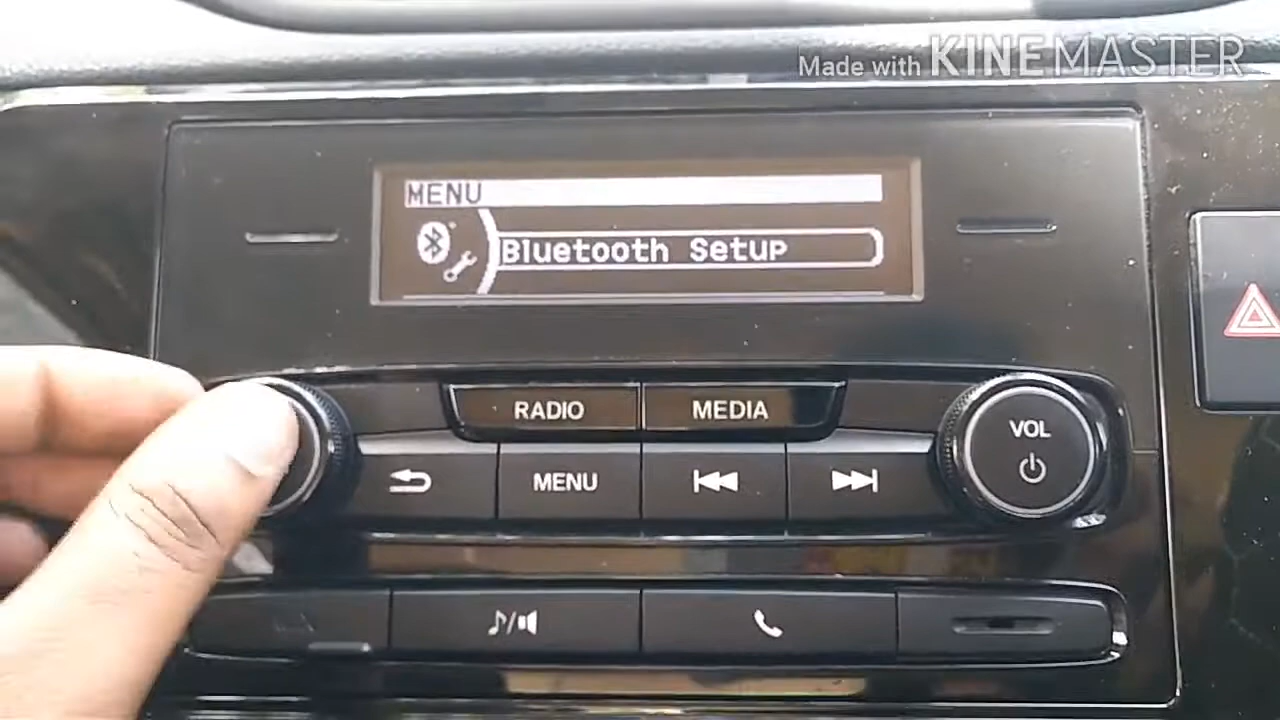 Made with KINEMASTER
MENU
Bluetooth Setup
RADIO
MEDIA
MENU
VOL